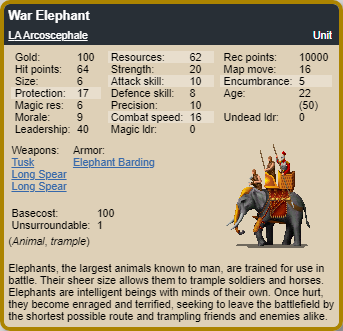 War Elephant
LA Arcoscephale Unit
Gold: 100 Resources: 62 Rec points: 10000
Hit points: 64 Strength: 20 Map move: 16
Size: 6 Attack skill: 10 Encumbrance: 5
Protection: 17 Defence skill: 8 Age: 22
Magic res: 6 Precision: 10 (50)
Morale: 9 Combat speed: 16 Undead ldr: 0
Leadership: 40 Magic ldr: 0
Weapons: Armor:
Tusk Elephant Barding
Long Spear
Long Spear
Basecost: 100
Unsurroundable: 1
(Animal, trample)
Elephants, the largest animals known to man, are trained for use in
battle. Their sheer size allows them to trample soldiers and horses.
Elephants are intelligent beings with minds of their own. Once hurt,
they become enraged and terrified, seeking to leave the battlefield by
the shortest possible route and trampling friends and enemies alike.